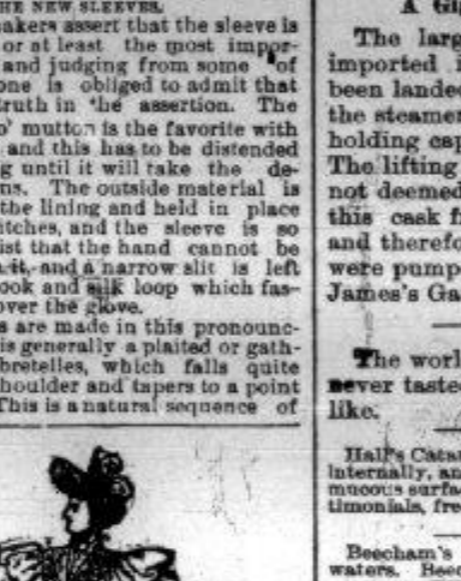 THE NEW SLEEVES.
akers assert that the sleeve is
or at least the most impor-
and judging from some of
one is obliged to admit that
truth in the assertion. The
o' mutton is the favorite with
and this has to be distended
g until it will take the de-
ns. The outside material is
the lining and held in place
itches, and the sleeve is so
ist that the hand cannot be
it, and a narrow slit is left
ook and silk loop which fas-
over the glove.
s are made in this pronounc-
is generally a plaited or gath-
bretelles, which falls quite
houlder and tapers to a point
This is a natural sequence of
A Gi
The larg
imported i
been lande
the steamer
holding cap
The lifting
not deemed
this cask f
and therefo
were pumpe
James's Ga
The worl
never taste
like.
Hall's Cata
internally, an
mucous surfa
timonials, fre
Beecham's
waters. Beec